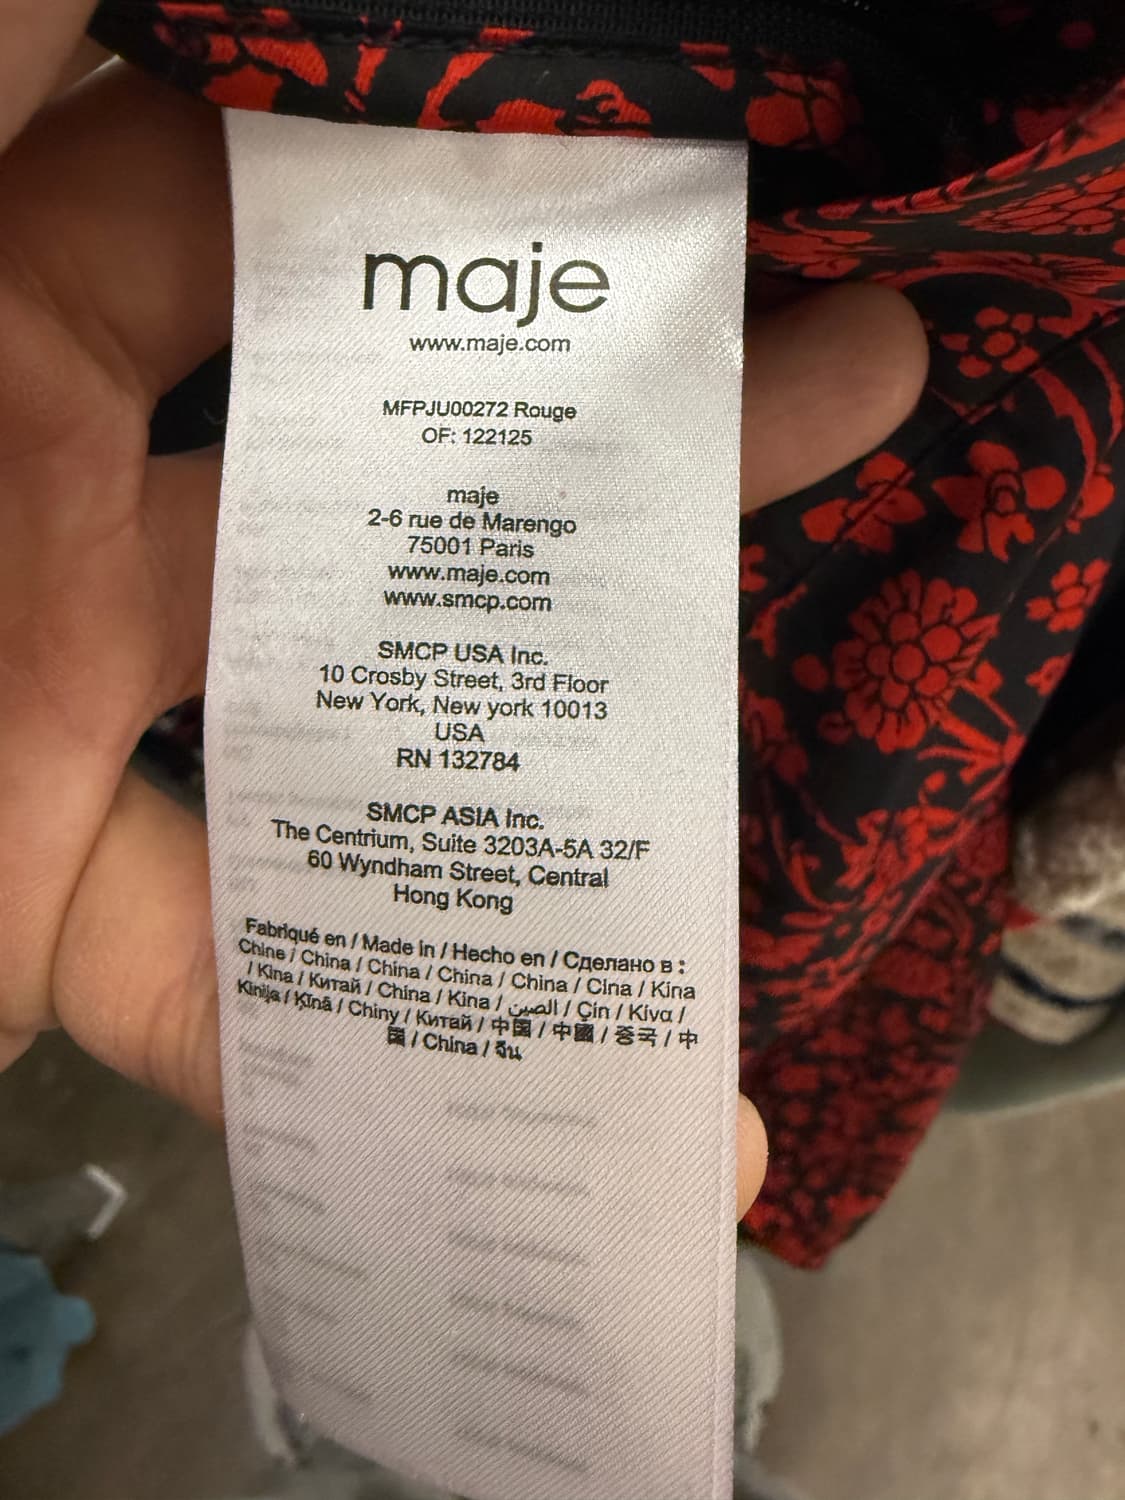 maje
www.maje.com
MFPJU00272 Rouge
OF: 122125
maje
2-6 rue de Marengo
75001 Paris
www.maje.com
www.smcp.com
SMCP USA Inc.
10 Crosby Street, 3rd Floor
New York, New york 10013
USA
RN 132784
SMCP ASIA Inc.
The Centrium, Suite 3203A-5A 32/F
60 Wyndham Street, Central
Hong Kong
Fabriqué en / Made in / Hecho en / Сделано в :
Chine / China / China / China / China / Cina / Kina
/ Kina / Китай / China / Kina / الصين / Çin / Κίνα /
Kinija / Ķīnā / Chiny / Китай / 中国 / 中國 / 중국 / 中
国 / China / จีน